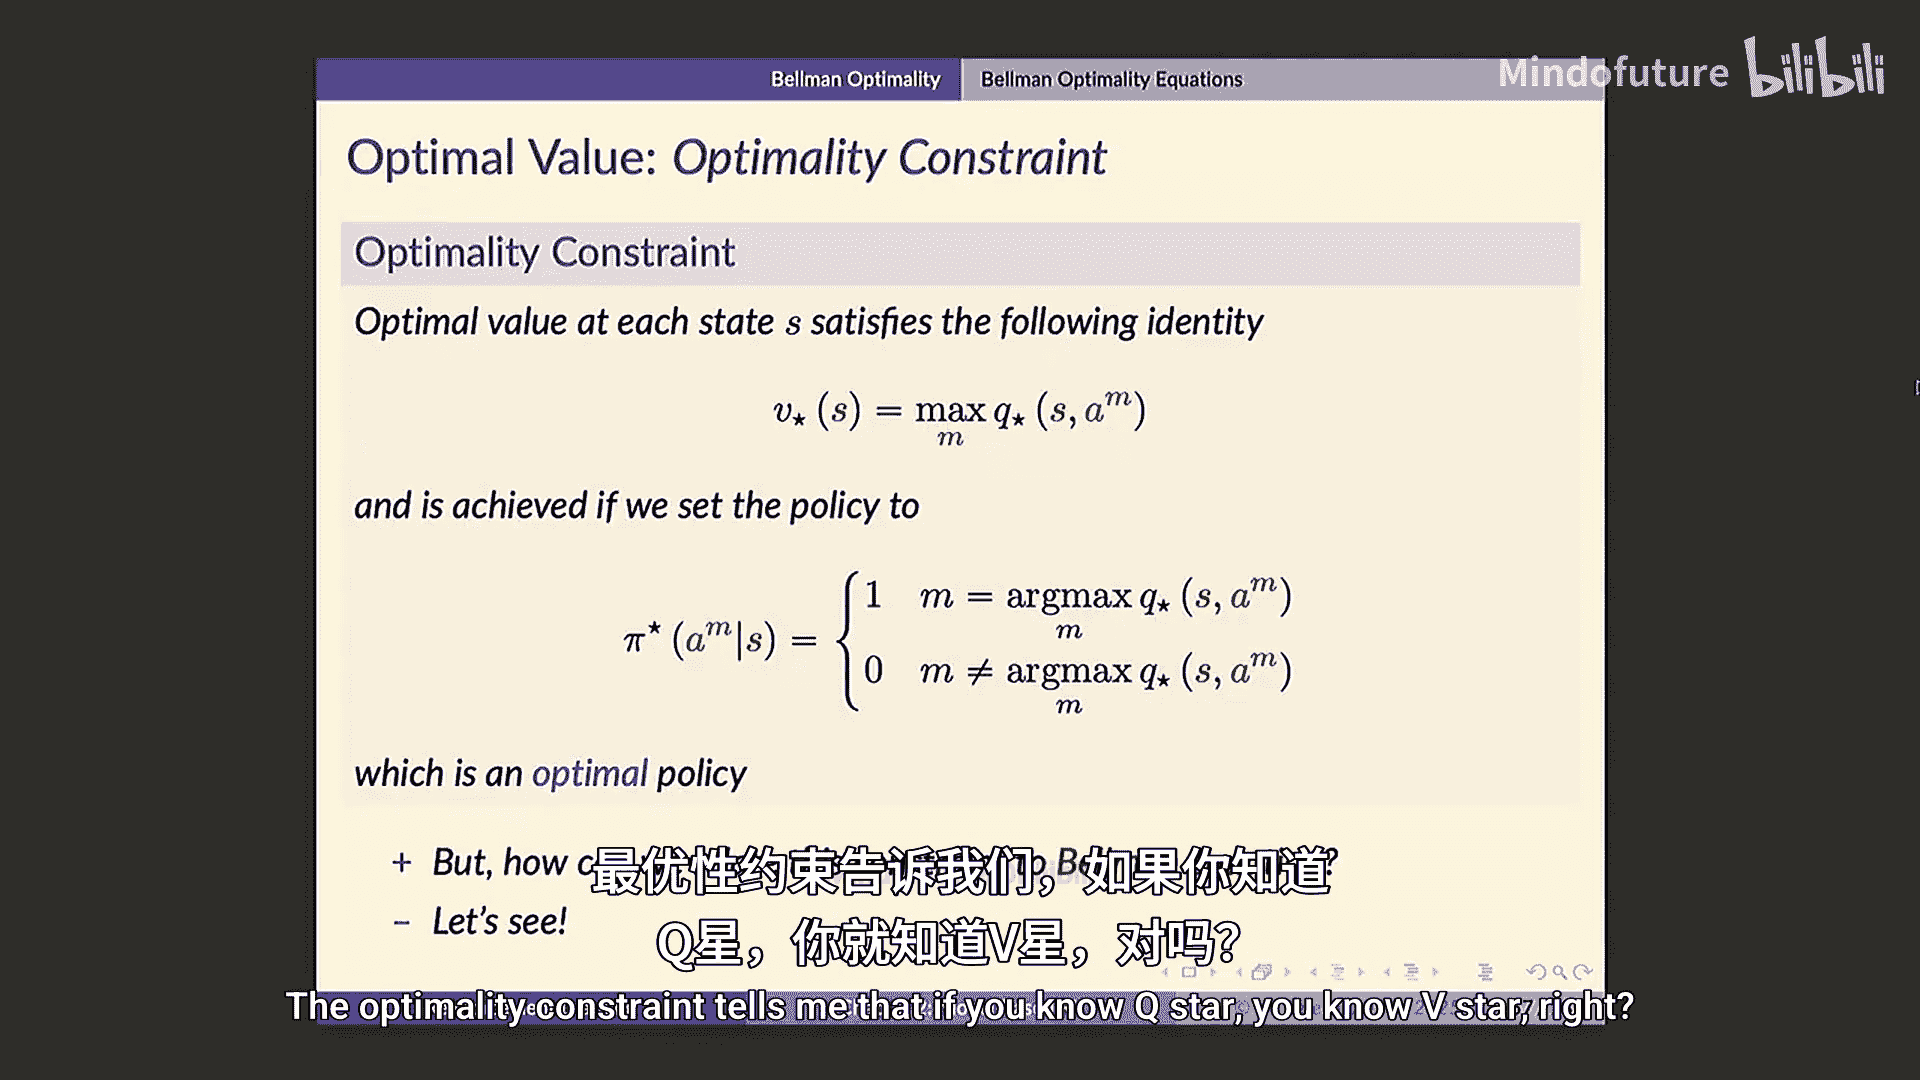 Bellman Optimality Bellman Optimality Equations
Mindofuture bilibili
Optimal Value: Optimality Constraint
Optimality Constraint
Optimal value at each state s satisfies the following identity
v⋆ (s) = max q⋆ (s, a^m)
m
and is achieved if we set the policy to
π⋆ (a^m|s) = { 1 m = argmax q⋆ (s, a^m)
m
0 m ≠ argmax q⋆ (s, a^m)
m
which is an optimal policy
+ But, how
最优性约束告诉我们，如果你知道
– Let's see!
Q星，你就知道V星，对吗？
The optimality constraint tells me that if you know Q star, you know V star, right?